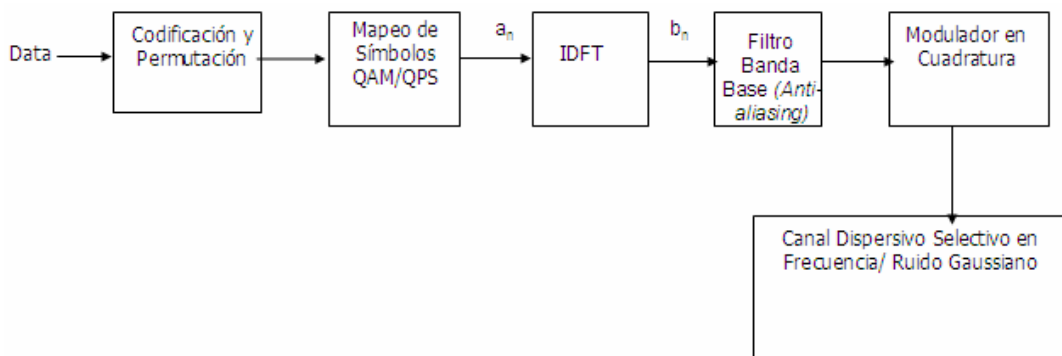 Data
Codificación y
Permutación
Mapeo de
Símbolos
QAM/QPS
aₙ
IDFT
bₙ
Filtro
Banda
Base (Anti-
aliasing)
Modulador en
Cuadratura
Canal Dispersivo Selectivo en
Frecuencia/ Ruido Gaussiano